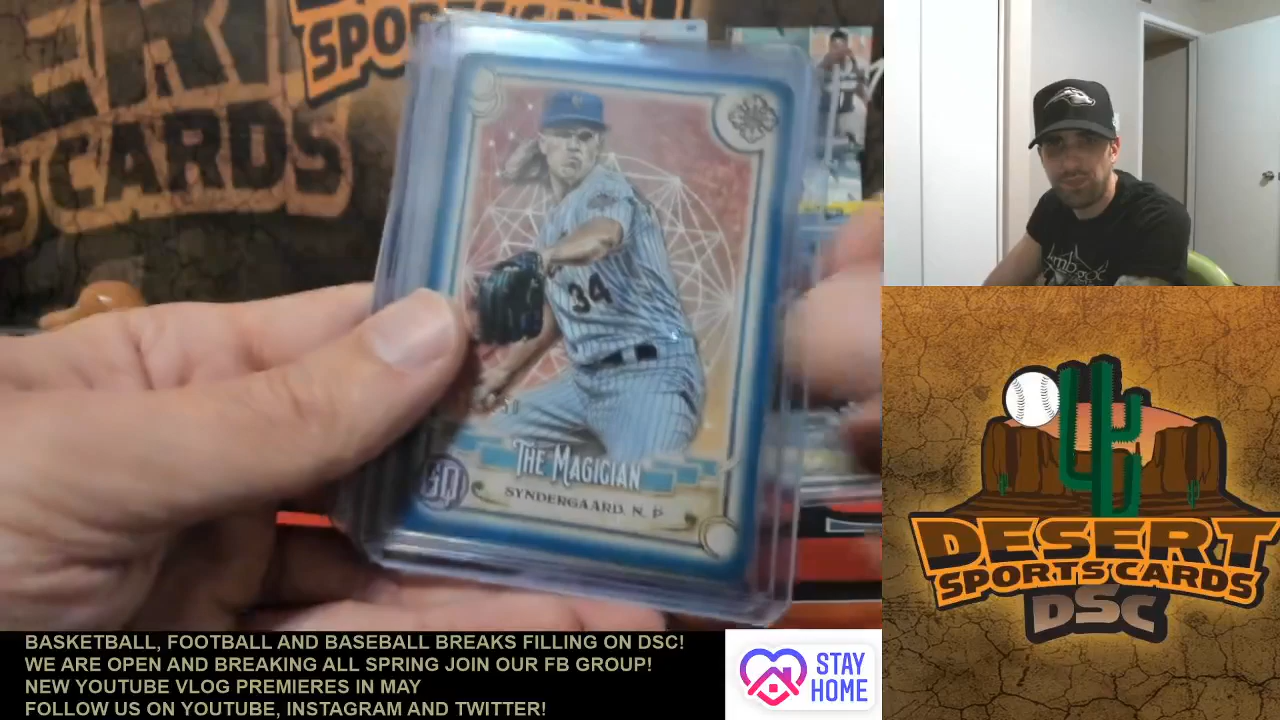 SPORTS CARDS
CARDS
34
THE MAGICIAN
SYNDERGAARD, N. P
GQ
DESERT
SPORTS CARDS
DSC
BASKETBALL, FOOTBALL AND BASEBALL BREAKS FILLING ON DSC!
WE ARE OPEN AND BREAKING ALL SPRING JOIN OUR FB GROUP!
NEW YOUTUBE VLOG PREMIERES IN MAY
FOLLOW US ON YOUTUBE, INSTAGRAM AND TWITTER!
STAY
HOME